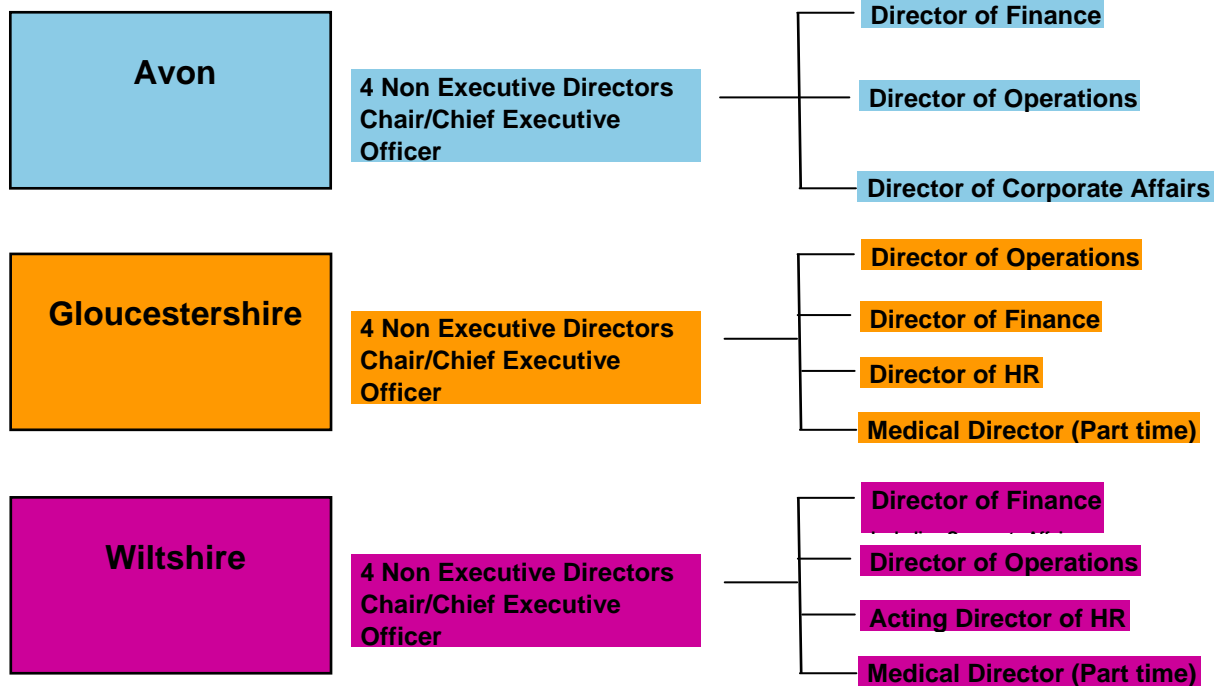 Avon
4 Non Executive Directors
Chair/Chief Executive
Officer
Director of Finance
Director of Operations
Director of Corporate Affairs
Gloucestershire
4 Non Executive Directors
Chair/Chief Executive
Officer
Director of Operations
Director of Finance
Director of HR
Medical Director (Part time)
Wiltshire
4 Non Executive Directors
Chair/Chief Executive
Officer
Director of Finance
Director of Operations
Acting Director of HR
Medical Director (Part time)